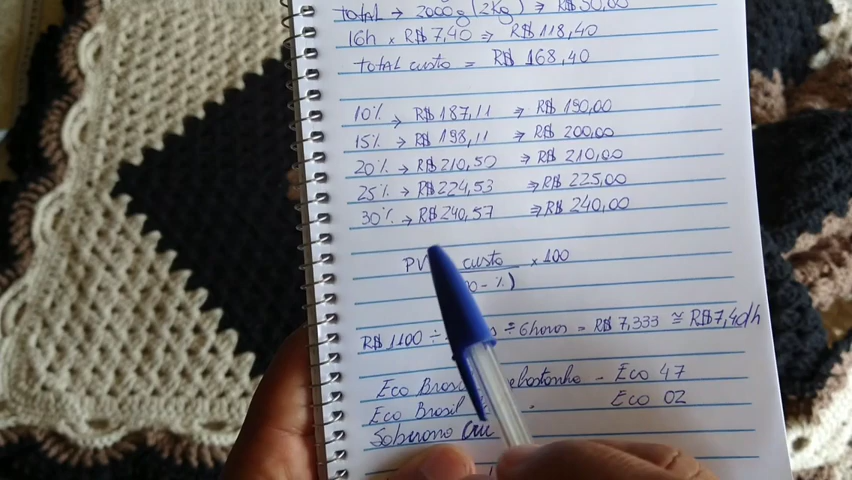 total → 2000g (2Kg) ⇒ R$ 50,00
16h × R$ 7,40 ⇒ R$ 118,40
total custo = R$ 168,40
10% → R$ 187,11 ⇒ R$ 190,00
15% → R$ 198,11 ⇒ R$ 200,00
20% → R$ 210,50 ⇒ R$ 210,00
25% → R$ 224,53 ⇒ R$ 225,00
30% → R$ 240,57 ⇒ R$ 240,00
PV custo × 100
- %)
R$ 1100 ÷ ÷ 6horas = R$ 7,333 ≅ R$ 7,40h
Eco Brasil - Eco 47
Eco Brasil Eco 02
Soberano